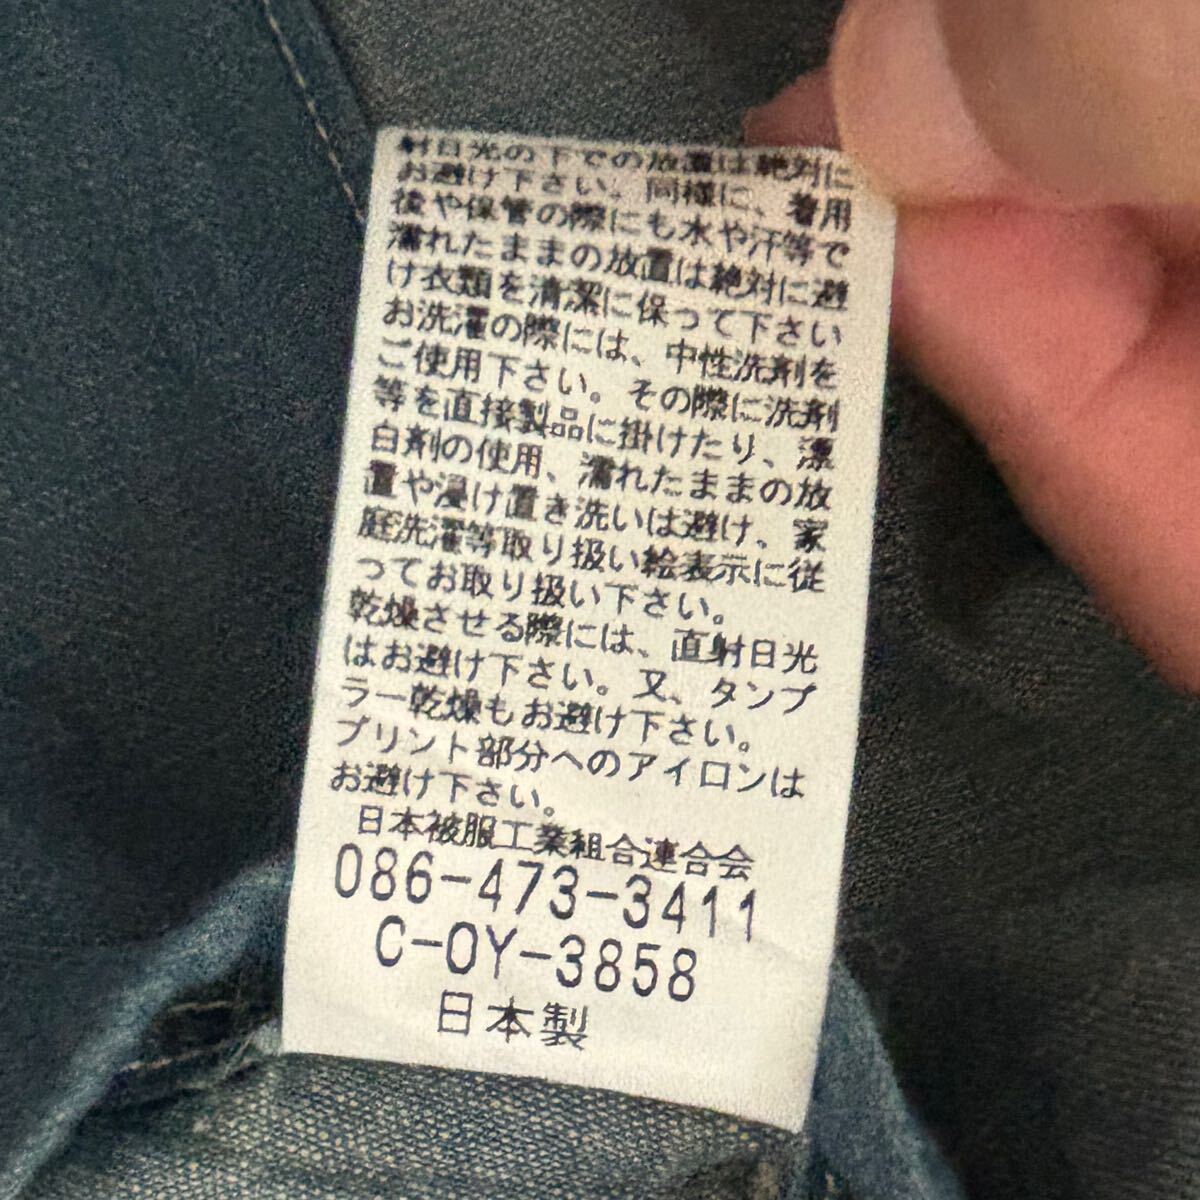 射日光の下での放置は絶対に
お避け下さい。同様に、着用
後や保管の際にも水や汗等で
濡れたままの放置は絶対に避
け衣類を清潔に保って下さい
お洗濯の際には、中性洗剤を
ご使用下さい。その際に洗剤
等を直接製品に掛けたり、漂
白剤の使用、濡れたままの放
置や浸け置き洗いは避け、家
庭洗濯等取り扱い絵表示に従
ってお取り扱い下さい。
乾燥させる際には、直射日光
はお避け下さい。又、タンブ
ラー乾燥もお避け下さい。
プリント部分へのアイロンは
お避け下さい。
日本被服工業組合連合会
086-473-3411
C-OY-3858
日本製